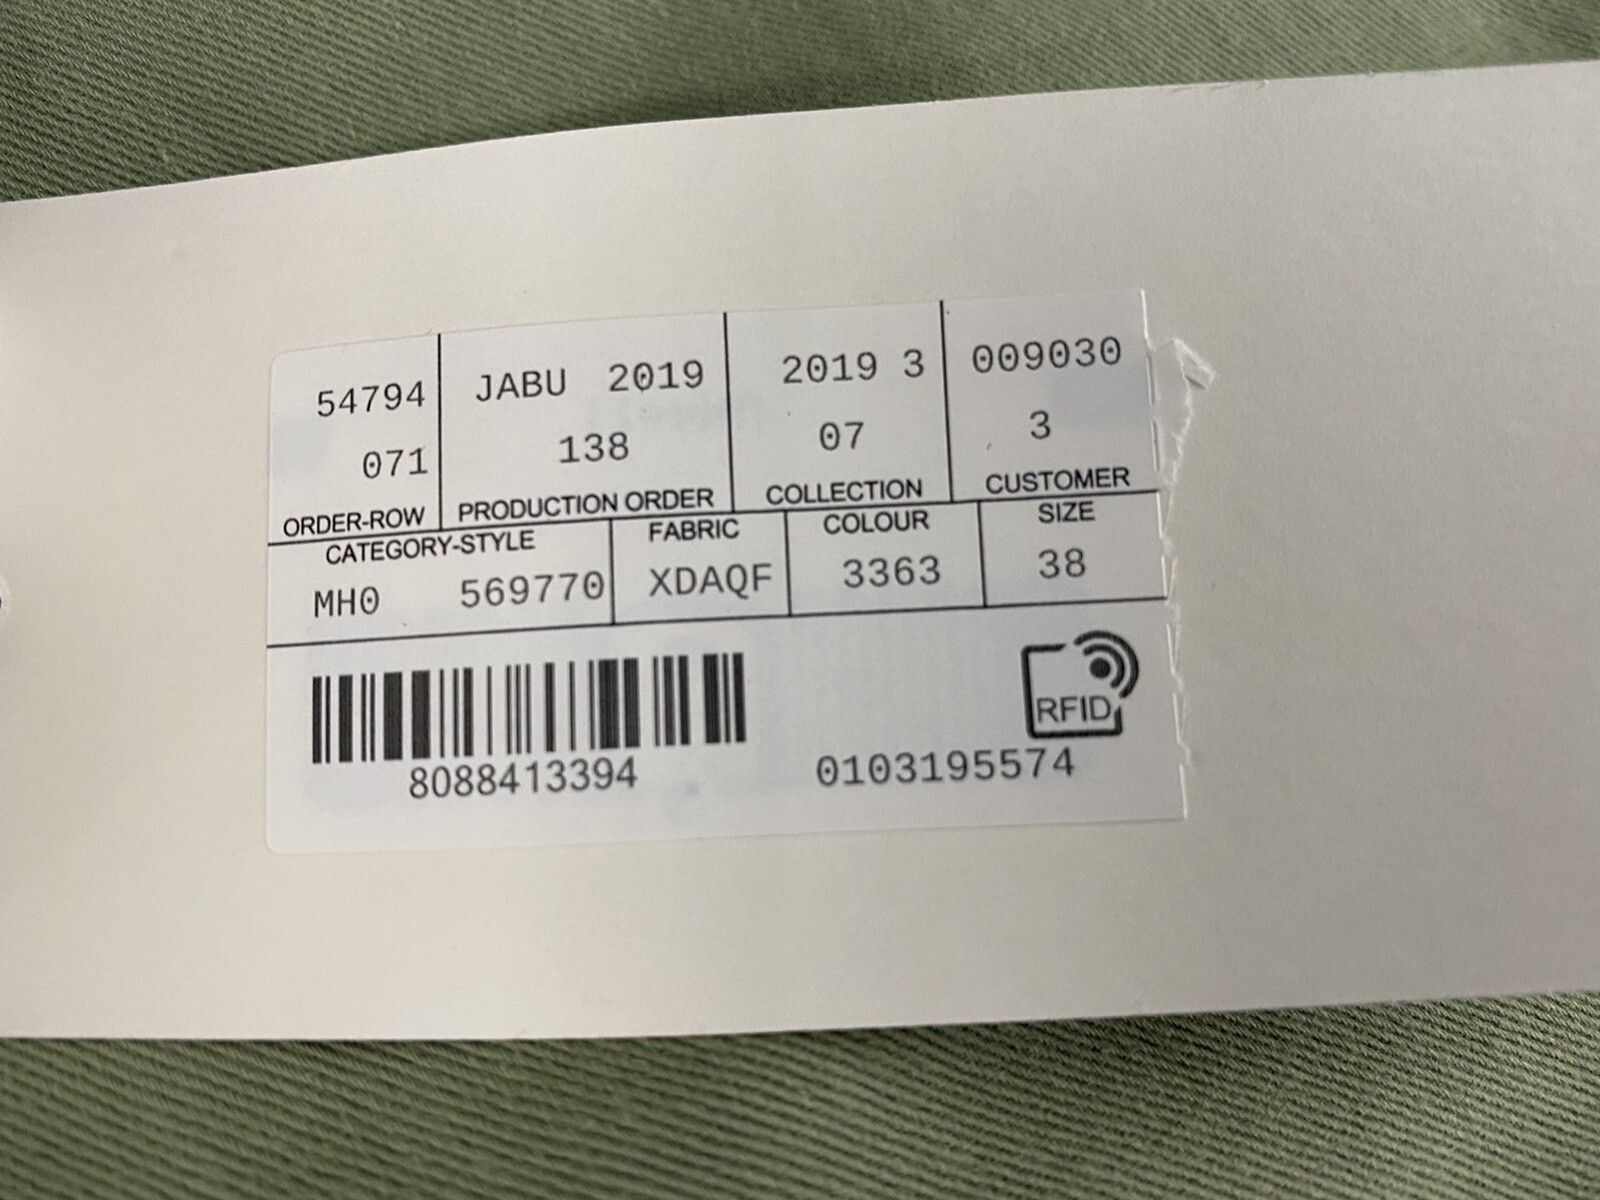 54794 JABU 2019 2019 3 009030
071 138 07 3
ORDER-ROW PRODUCTION ORDER COLLECTION CUSTOMER
CATEGORY-STYLE FABRIC COLOUR SIZE
MH0 569770 XDAQF 3363 38
RFID
8088413394 0103195574